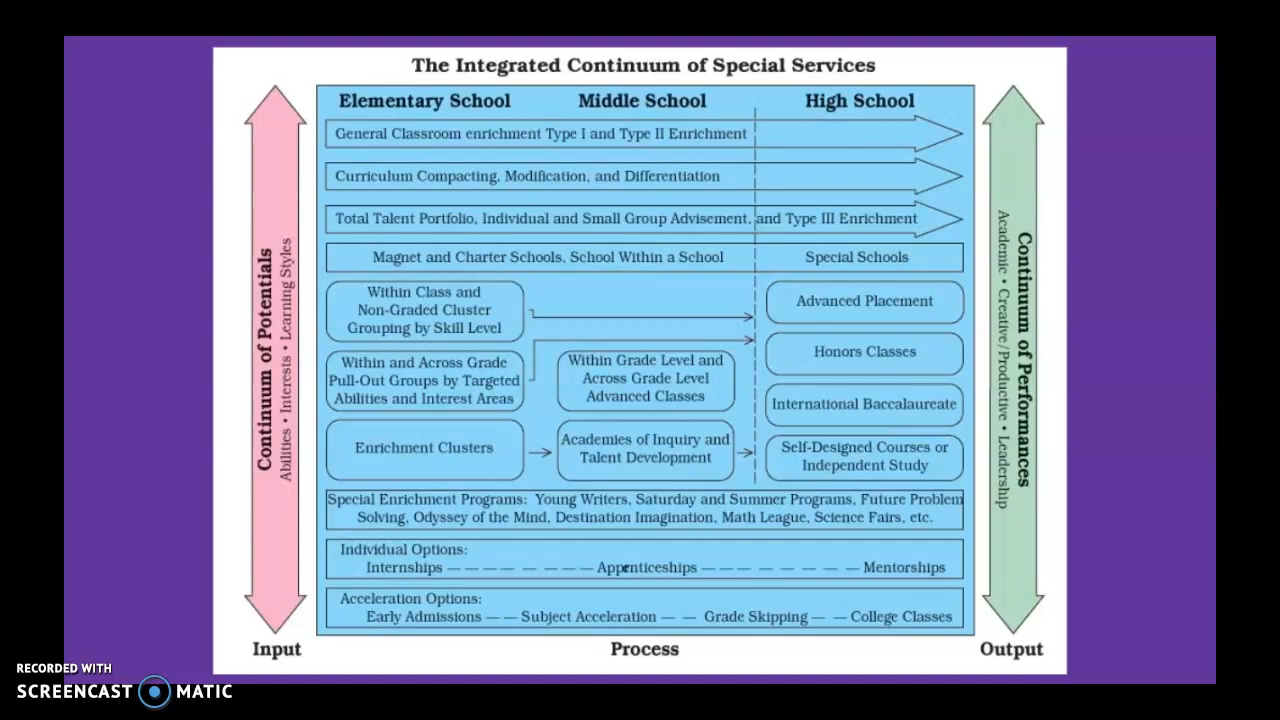 The Integrated Continuum of Special Services
Elementary School
Middle School
High School
General Classroom enrichment Type I and Type II Enrichment
Curriculum Compacting, Modification, and Differentiation
Total Talent Portfolio, Individual and Small Group Advisement, and Type III Enrichment
Magnet and Charter Schools, School Within a School
Special Schools
Within Class and
Non-Graded Cluster
Grouping by Skill Level
Within and Across Grade
Pull-Out Groups by Targeted
Abilities and Interest Areas
Enrichment Clusters
Within Grade Level and
Across Grade Level
Advanced Classes
Academies of Inquiry and
Talent Development
Advanced Placement
Honors Classes
International Baccalaureate
Self-Designed Courses or
Independent Study
Special Enrichment Programs: Young Writers, Saturday and Summer Programs, Future Problem
Solving, Odyssey of the Mind, Destination Imagination, Math League, Science Fairs, etc.
Individual Options:
Internships — — — — — — — — Apprenticeships — — — — — — — — Mentorships
Acceleration Options:
Early Admissions — — Subject Acceleration — — Grade Skipping — — College Classes
Continuum of Potentials
Abilities • Interests • Learning Styles
Continuum of Performances
Academic • Creative/Productive • Leadership
Input
Process
Output
RECORDED WITH
SCREENCAST MATIC